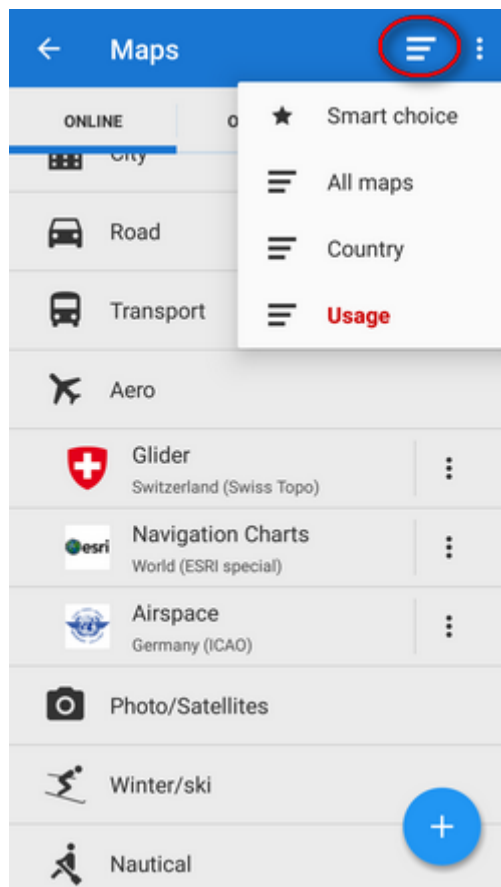 Maps
ONLINE
O
Smart choice
All maps
Country
Usage
City
Road
Transport
Aero
Glider
Switzerland (Swiss Topo)
esri
Navigation Charts
World (ESRI special)
Airspace
Germany (ICAO)
Photo/Satellites
Winter/ski
Nautical